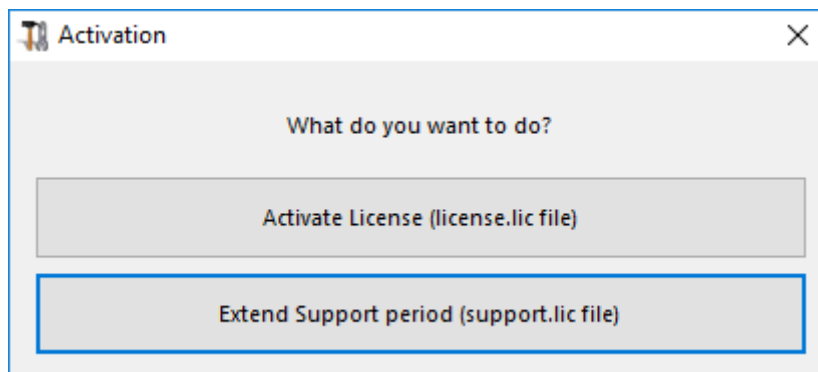 Activation
What do you want to do?
Activate License (license.lic file)
Extend Support period (support.lic file)